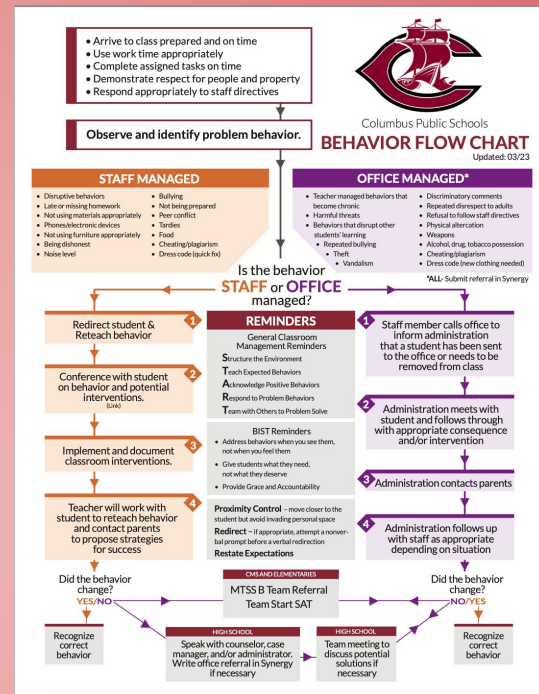 • Arrive to class prepared and on time
• Use work time appropriately
• Complete assigned tasks on time
• Demonstrate respect for people and property
• Respond appropriately to staff directives
Columbus Public Schools
BEHAVIOR FLOW CHART
Updated: 03/23
Observe and identify problem behavior.
STAFF MANAGED
• Disruptive behaviors
• Late or missing homework
• Not using materials appropriately
• Phones/electronic devices
• Not using furniture appropriately
• Being dishonest
• Noise level
• Bullying
• Not being prepared
• Peer conflict
• Tardies
• Food
• Cheating/plagiarism
• Dress code (quick fix)
OFFICE MANAGED*
• Teacher managed behaviors that
become chronic
• Harmful threats
• Behaviors that disrupt other
students' learning
• Repeated bullying
• Theft
• Vandalism
• Discriminatory comments
• Repeated disrespect to adults
• Refusal to follow staff directives
• Physical altercation
• Weapons
• Alcohol, drug, tobacco possession
• Cheating/plagiarism
• Dress code (new clothing needed)
*ALL- Submit referral in Synergy
Is the behavior
STAFF or OFFICE
managed?
1
Redirect student &
Reteach behavior
2
Conference with student
on behavior and potential
interventions.
(Link)
3
Implement and document
classroom interventions.
4
Teacher will work with
student to reteach behavior
and contact parents
to propose strategies
for success
Did the behavior
change?
YES/NO
Recognize
correct
behavior
REMINDERS
General Classroom
Management Reminders
Structure the Environment
Teach Expected Behaviors
Acknowledge Positive Behaviors
Respond to Problem Behaviors
Team with Others to Problem Solve
BIST Reminders
• Address behaviors when you see them,
not when you feel them
• Give students what they need,
not what they deserve
• Provide Grace and Accountability
Proximity Control – move closer to the
student but avoid invading personal space
Redirect – if appropriate, attempt a nonver-
bal prompt before a verbal redirection
Restate Expectations
1
Staff member calls office to
inform administration
that a student has been sent
to the office or needs to be
removed from class
2
Administration meets with
student and follows through
with appropriate consequence
and/or intervention
3
Administration contacts parents
4
Administration follows up
with staff as appropriate
depending on situation
Did the behavior
change?
NO/YES
Recognize
correct
behavior
CMS AND ELEMENTARIES
MTSS B Team Referral
Team Start SAT
HIGH SCHOOL
Speak with counselor, case
manager, and/or administrator.
Write office referral in Synergy
if necessary
HIGH SCHOOL
Team meeting to
discuss potential
solutions if
necessary